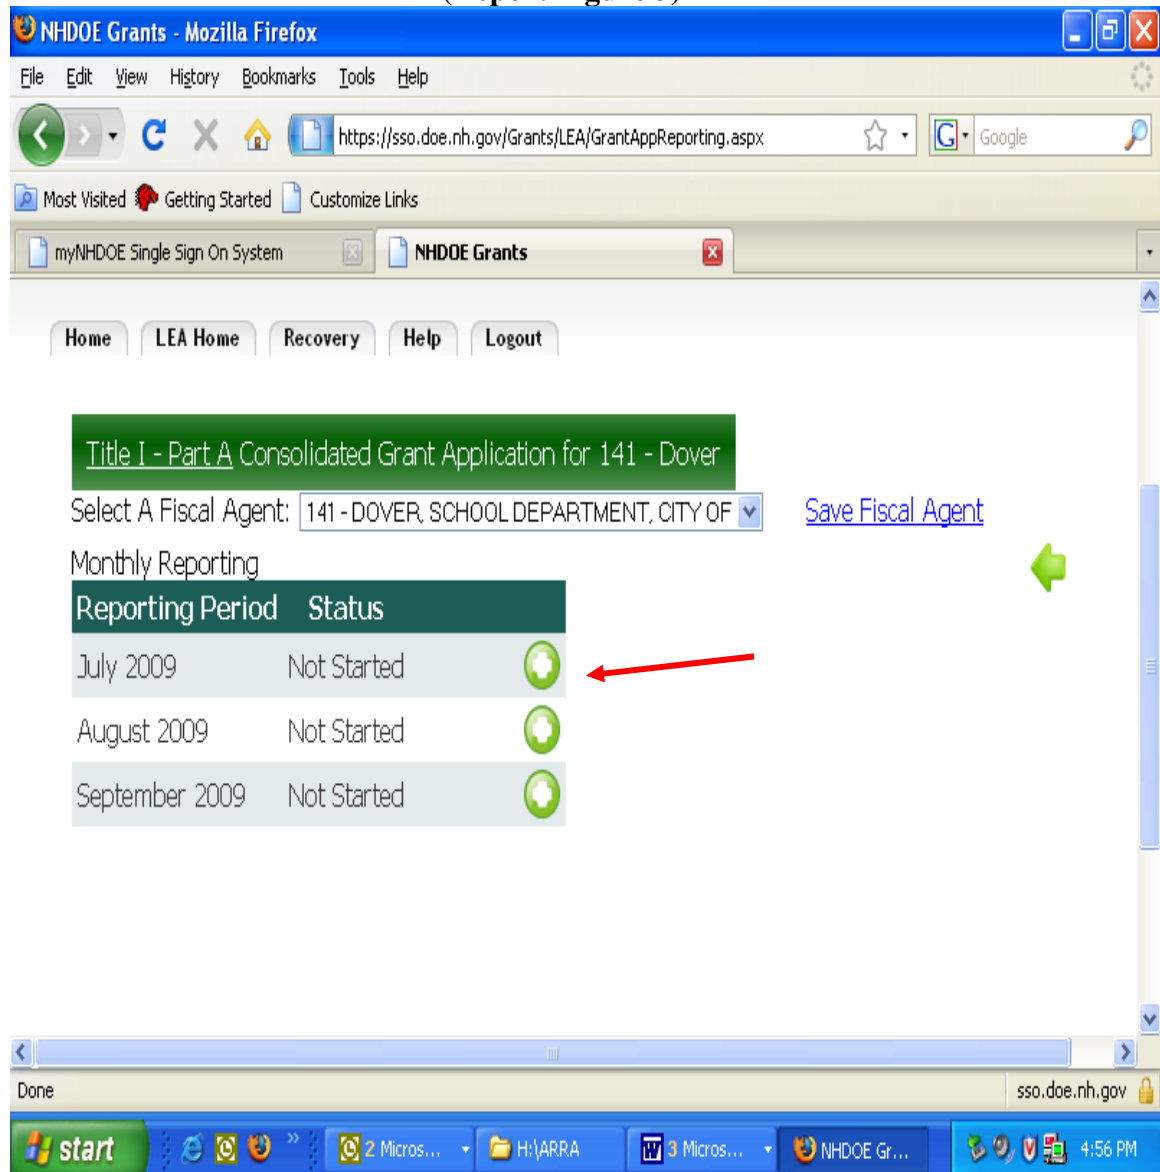 NHDOE Grants - Mozilla Firefox
File Edit View History Bookmarks Tools Help
https://sso.doe.nh.gov/Grants/LEA/GrantAppReporting.aspx G Google
Most Visited Getting Started Customize Links
myNHDOE Single Sign On System NHDOE Grants
Home LEA Home Recovery Help Logout
Title I - Part A Consolidated Grant Application for 141 - Dover
Select A Fiscal Agent: 141 - DOVER, SCHOOL DEPARTMENT, CITY OF Save Fiscal Agent
Monthly Reporting
Reporting Period Status
July 2009 Not Started
August 2009 Not Started
September 2009 Not Started
Done sso.doe.nh.gov
start 2 Micros... H:\ARRA 3 Micros... NHDOE Gr... 4:56 PM